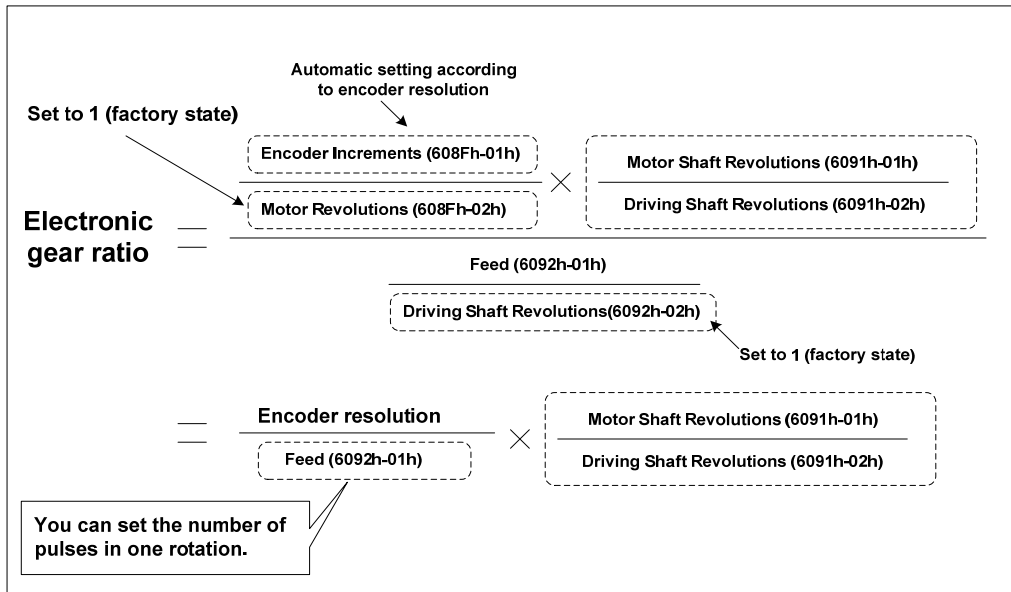 Automatic setting according
to encoder resolution
Set to 1 (factory state)
Encoder Increments (608Fh-01h)
Motor Revolutions (608Fh-02h)
×
Motor Shaft Revolutions (6091h-01h)
Driving Shaft Revolutions (6091h-02h)
Electronic
gear ratio
=
Feed (6092h-01h)
Driving Shaft Revolutions(6092h-02h)
Set to 1 (factory state)
=
Encoder resolution
Feed (6092h-01h)
×
Motor Shaft Revolutions (6091h-01h)
Driving Shaft Revolutions (6091h-02h)
You can set the number of
pulses in one rotation.